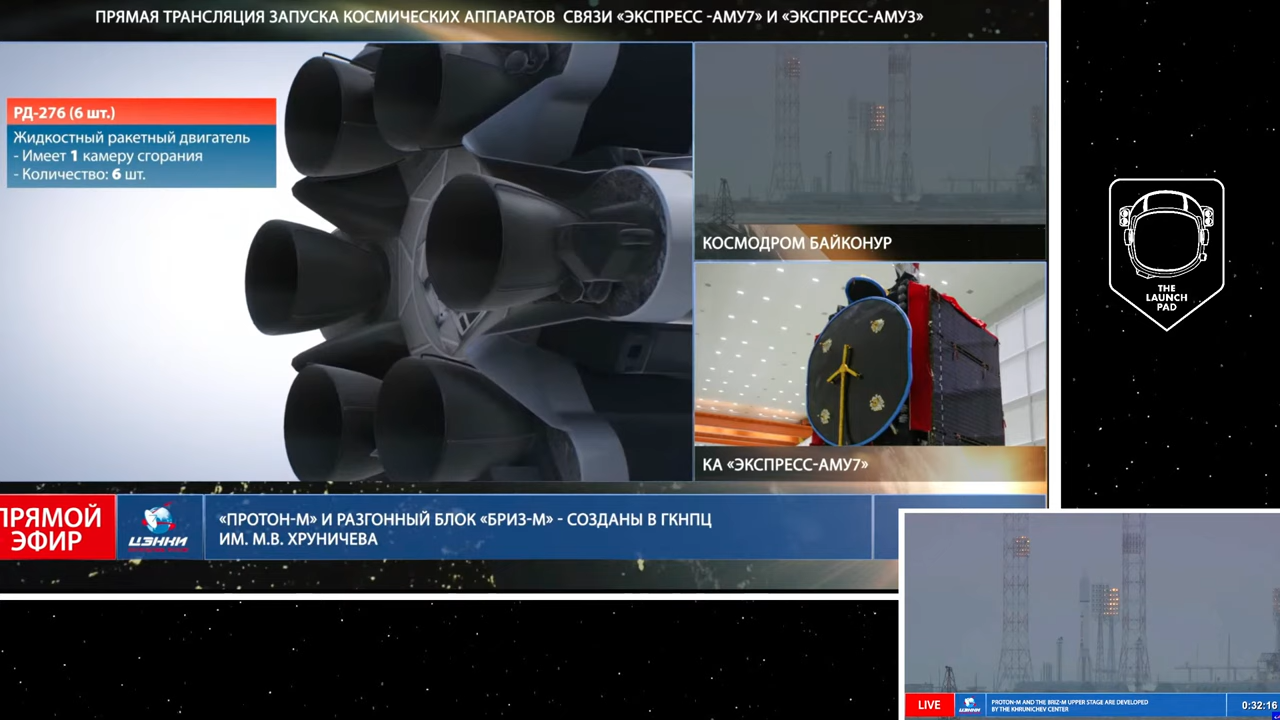 ПРЯМАЯ ТРАНСЛЯЦИЯ ЗАПУСКА КОСМИЧЕСКИХ АППАРАТОВ СВЯЗИ «ЭКСПРЕСС -АМУ7» И «ЭКСПРЕСС-АМУ3»
РД-276 (6 шт.)
Жидкостный ракетный двигатель
- Имеет 1 камеру сгорания
- Количество: 6 шт.
КОСМОДРОМ БАЙКОНУР
КА «ЭКСПРЕСС-АМУ7»
THE
LAUNCH
PAD
ПРЯМОЙ
ЭФИР
ЦЭННИ
«ПРОТОН-М» И РАЗГОННЫЙ БЛОК «БРИЗ-М» - СОЗДАНЫ В ГКНПЦ
ИМ. М.В. ХРУНИЧЕВА
LIVE
PROTON-M AND THE BRIZ-M UPPER STAGE ARE DEVELOPED
BY THE KHRUNICHEV CENTER
0:32:16